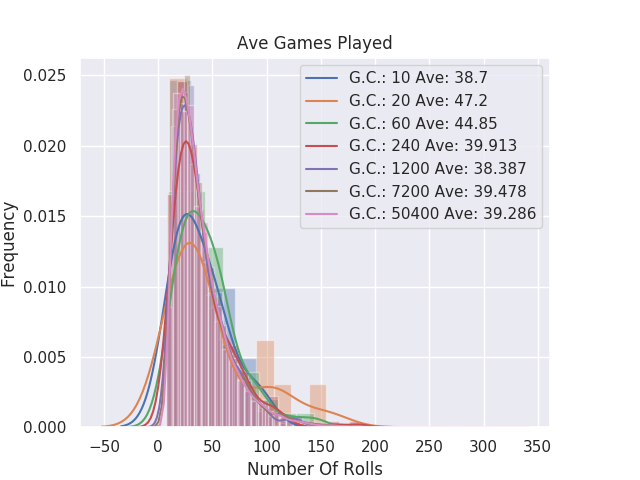 Ave Games Played
G.C.: 10 Ave: 38.7
G.C.: 20 Ave: 47.2
G.C.: 60 Ave: 44.85
G.C.: 240 Ave: 39.913
G.C.: 1200 Ave: 38.387
G.C.: 7200 Ave: 39.478
G.C.: 50400 Ave: 39.286
Frequency
0.025
0.020
0.015
0.010
0.005
0.000
−50 0 50 100 150 200 250 300 350
Number Of Rolls